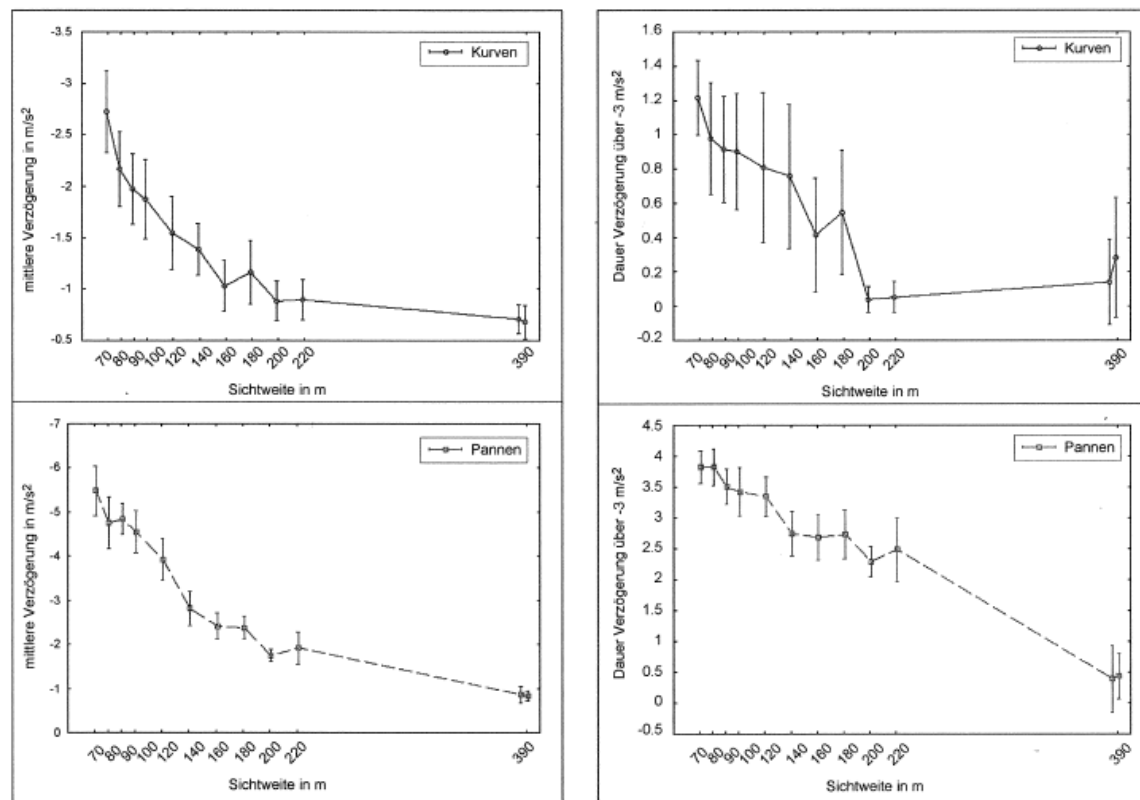 -3.5
-3
-2.5
-2
-1.5
-1
-0.5
mittlere Verzögerung in m/s²
Kurven
70 80 90 100 120 140 160 180 200 220 390
Sichtweite in m
1.6
1.4
1.2
1
0.8
0.6
0.4
0.2
0
-0.2
Dauer Verzögerung über -3 m/s²
Kurven
70 80 90 100 120 140 160 180 200 220 390
Sichtweite in m
-7
-6
-5
-4
-3
-2
-1
0
mittlere Verzögerung in m/s²
Pannen
70 80 90 100 120 140 160 180 200 220 390
Sichtweite in m
4.5
4
3.5
3
2.5
2
1.5
1
0.5
0
-0.5
Dauer Verzögerung über -3 m/s²
Pannen
70 80 90 100 120 140 160 180 200 220 390
Sichtweite in m